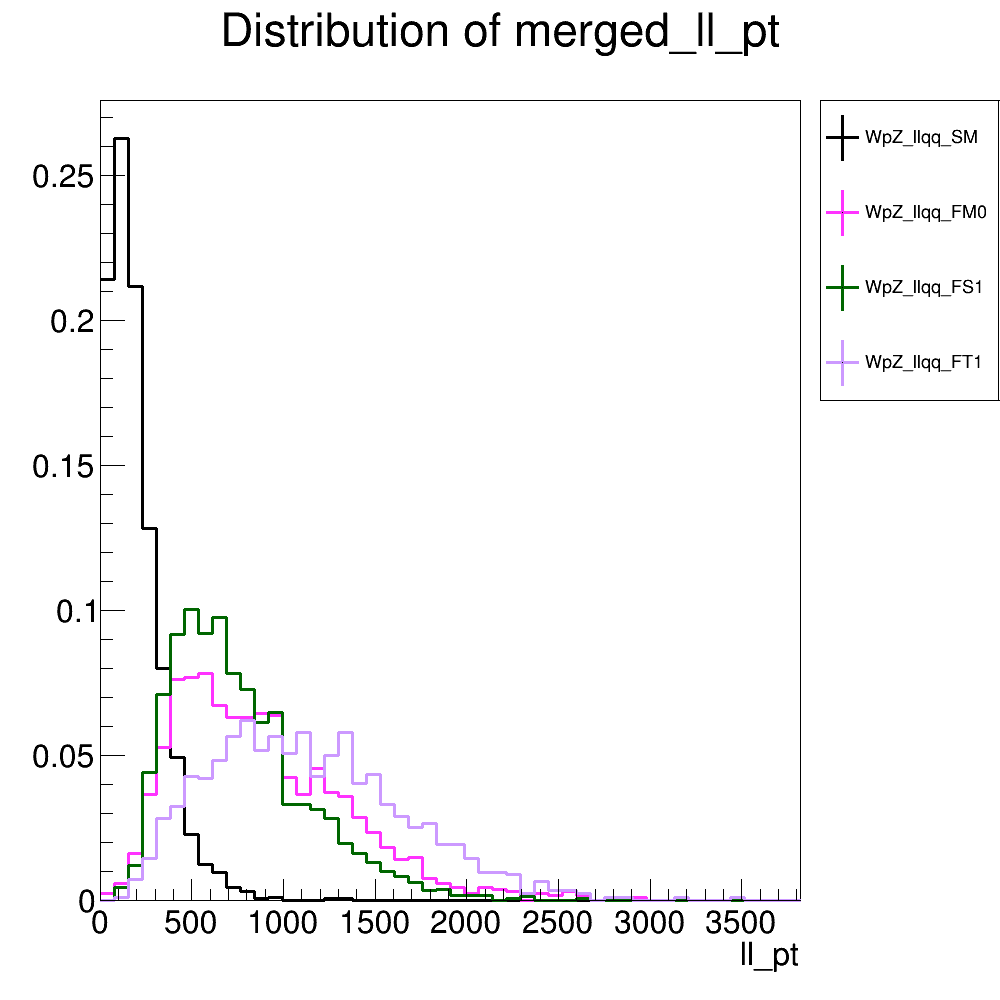 Distribution of merged_ll_pt
WpZ_llqq_SM
WpZ_llqq_FM0
WpZ_llqq_FS1
WpZ_llqq_FT1
0.25
0.2
0.15
0.1
0.05
0
0 500 1000 1500 2000 2500 3000 3500
ll_pt